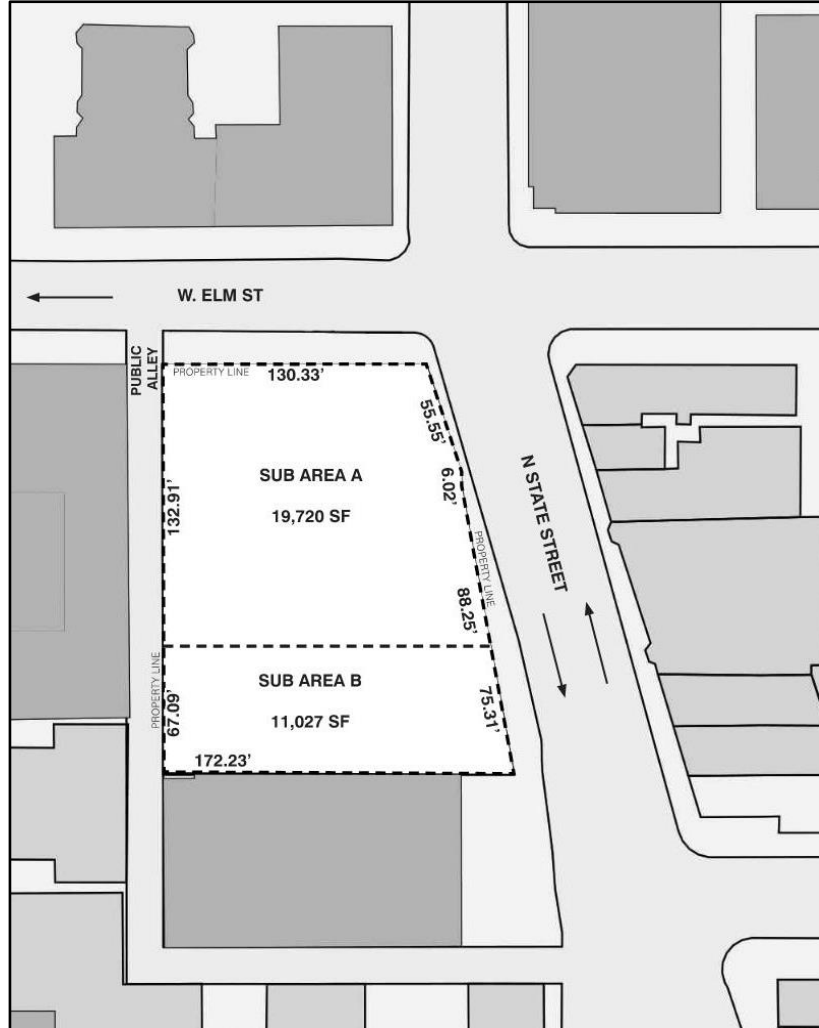 W. ELM ST
PUBLIC
ALLEY
PROPERTY LINE
130.33’
55.55’
6.02’
N STATE STREET
SUB AREA A
19,720 SF
132.91’
PROPERTY LINE
88.25’
SUB AREA B
11,027 SF
PROPERTY LINE
67.09’
75.31’
172.23’